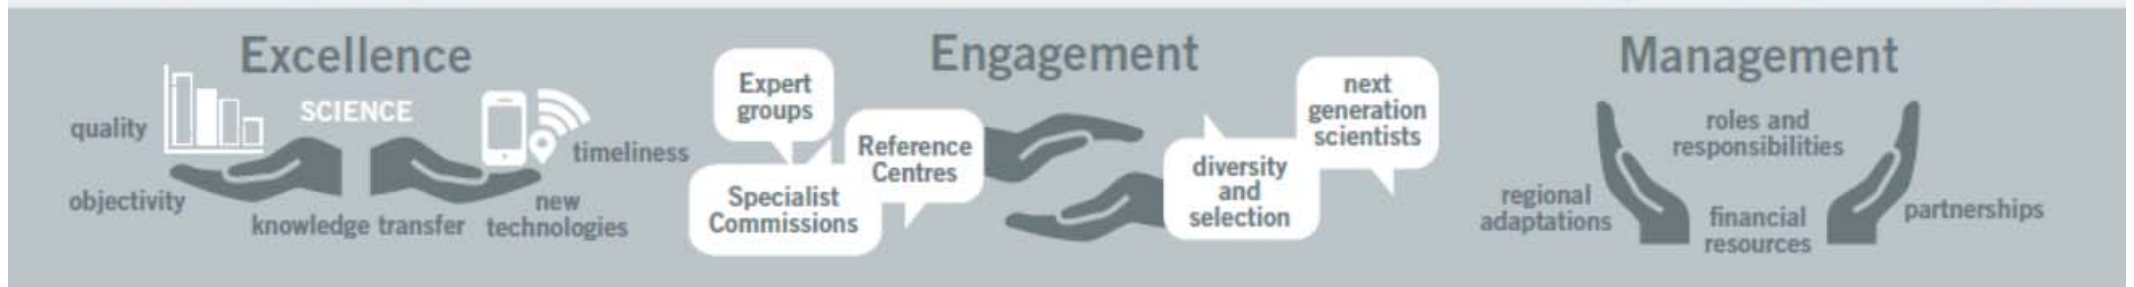 Excellence
SCIENCE
quality
timeliness
objectivity
knowledge transfer
new
technologies
Engagement
Expert
groups
Reference
Centres
Specialist
Commissions
next
generation
scientists
diversity
and
selection
Management
roles and
responsibilities
regional
adaptations
financial
resources
partnerships